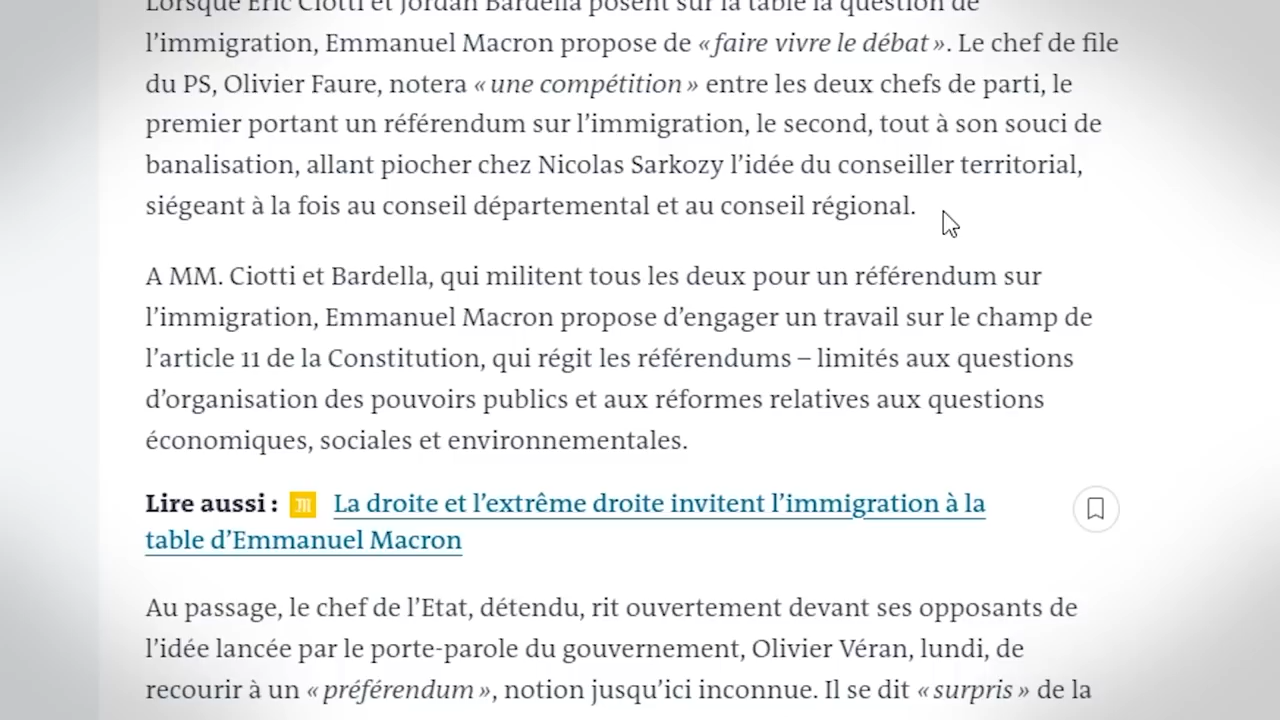 Lorsque Eric Ciotti et Jordan Bardella posent sur la table la question de
l’immigration, Emmanuel Macron propose de « faire vivre le débat ». Le chef de file
du PS, Olivier Faure, notera « une compétition » entre les deux chefs de parti, le
premier portant un référendum sur l’immigration, le second, tout à son souci de
banalisation, allant piocher chez Nicolas Sarkozy l’idée du conseiller territorial,
siégeant à la fois au conseil départemental et au conseil régional.
A MM. Ciotti et Bardella, qui militent tous les deux pour un référendum sur
l’immigration, Emmanuel Macron propose d’engager un travail sur le champ de
l’article 11 de la Constitution, qui régit les référendums – limités aux questions
d’organisation des pouvoirs publics et aux réformes relatives aux questions
économiques, sociales et environnementales.
Lire aussi : M La droite et l’extrême droite invitent l’immigration à la
table d’Emmanuel Macron
Au passage, le chef de l’Etat, détendu, rit ouvertement devant ses opposants de
l’idée lancée par le porte-parole du gouvernement, Olivier Véran, lundi, de
recourir à un « préférendum », notion jusqu’ici inconnue. Il se dit « surpris » de la